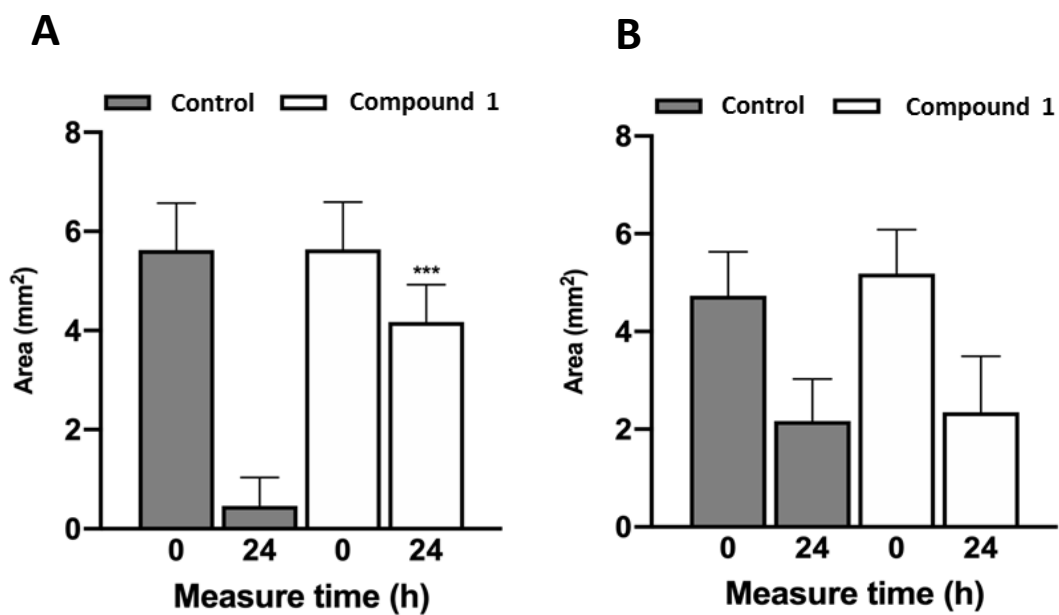 A
Control Compound 1
8
6
4
2
0
Area (mm²)
***
0 24 0 24
Measure time (h)
B
Control Compound 1
8
6
4
2
0
Area (mm²)
0 24 0 24
Measure time (h)